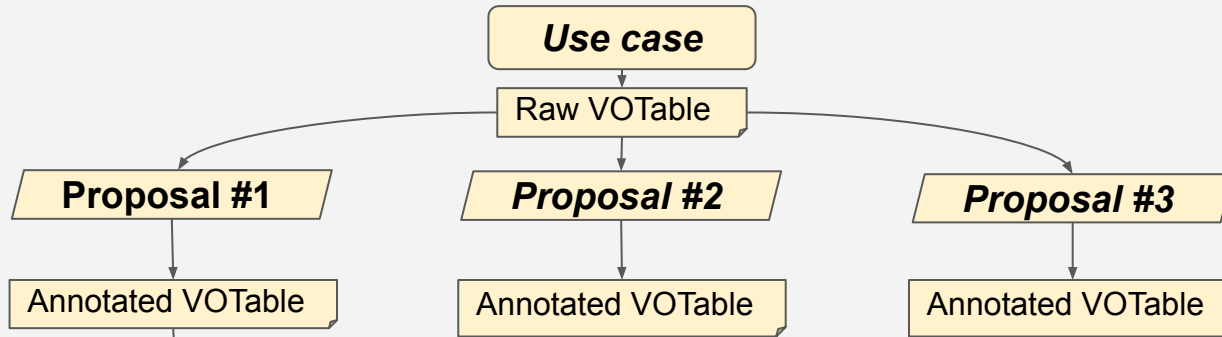 Use case
Raw VOTable
Proposal #1
Proposal #2
Proposal #3
Annotated VOTable
Annotated VOTable
Annotated VOTable